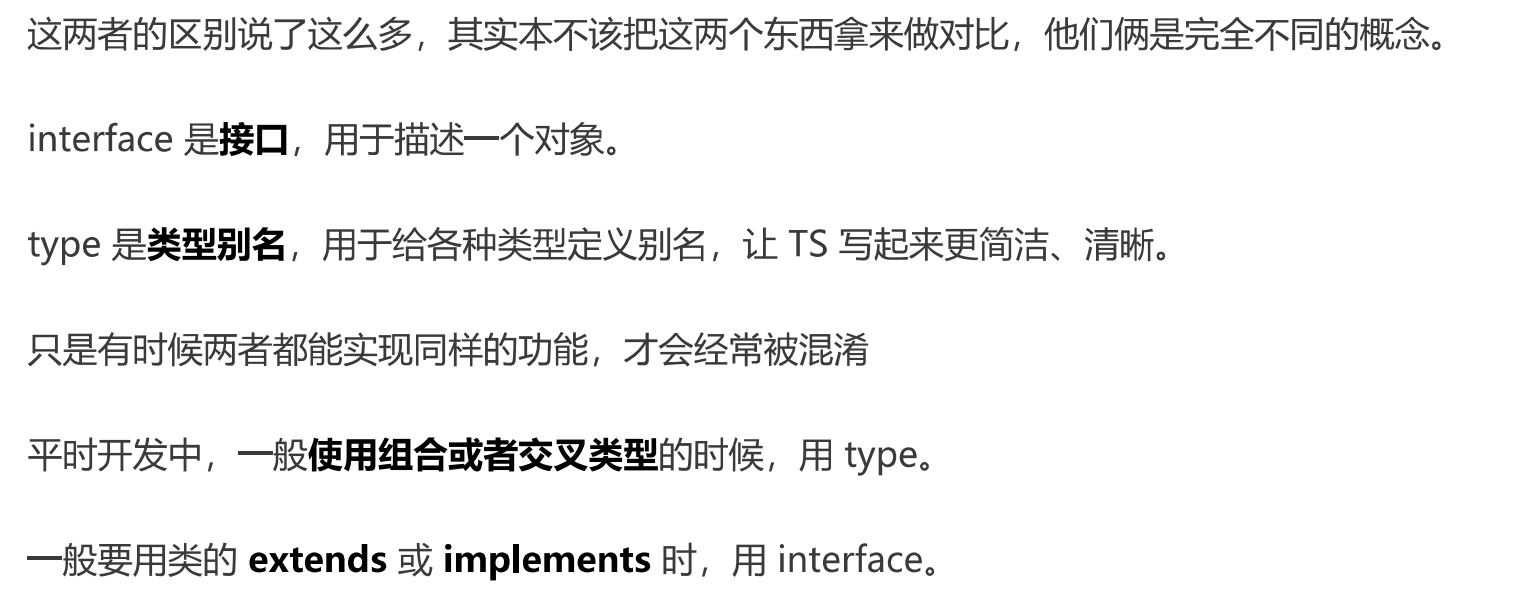 这两者的区别说了这么多，其实本不该把这两个东西拿来做对比，他们俩是完全不同的概念。
interface 是接口，用于描述一个对象。
type 是类型别名，用于给各种类型定义别名，让 TS 写起来更简洁、清晰。
只是有时候两者都能实现同样的功能，才会经常被混淆
平时开发中，一般使用组合或者交叉类型的时候，用 type。
一般要用类的 extends 或 implements 时，用 interface。